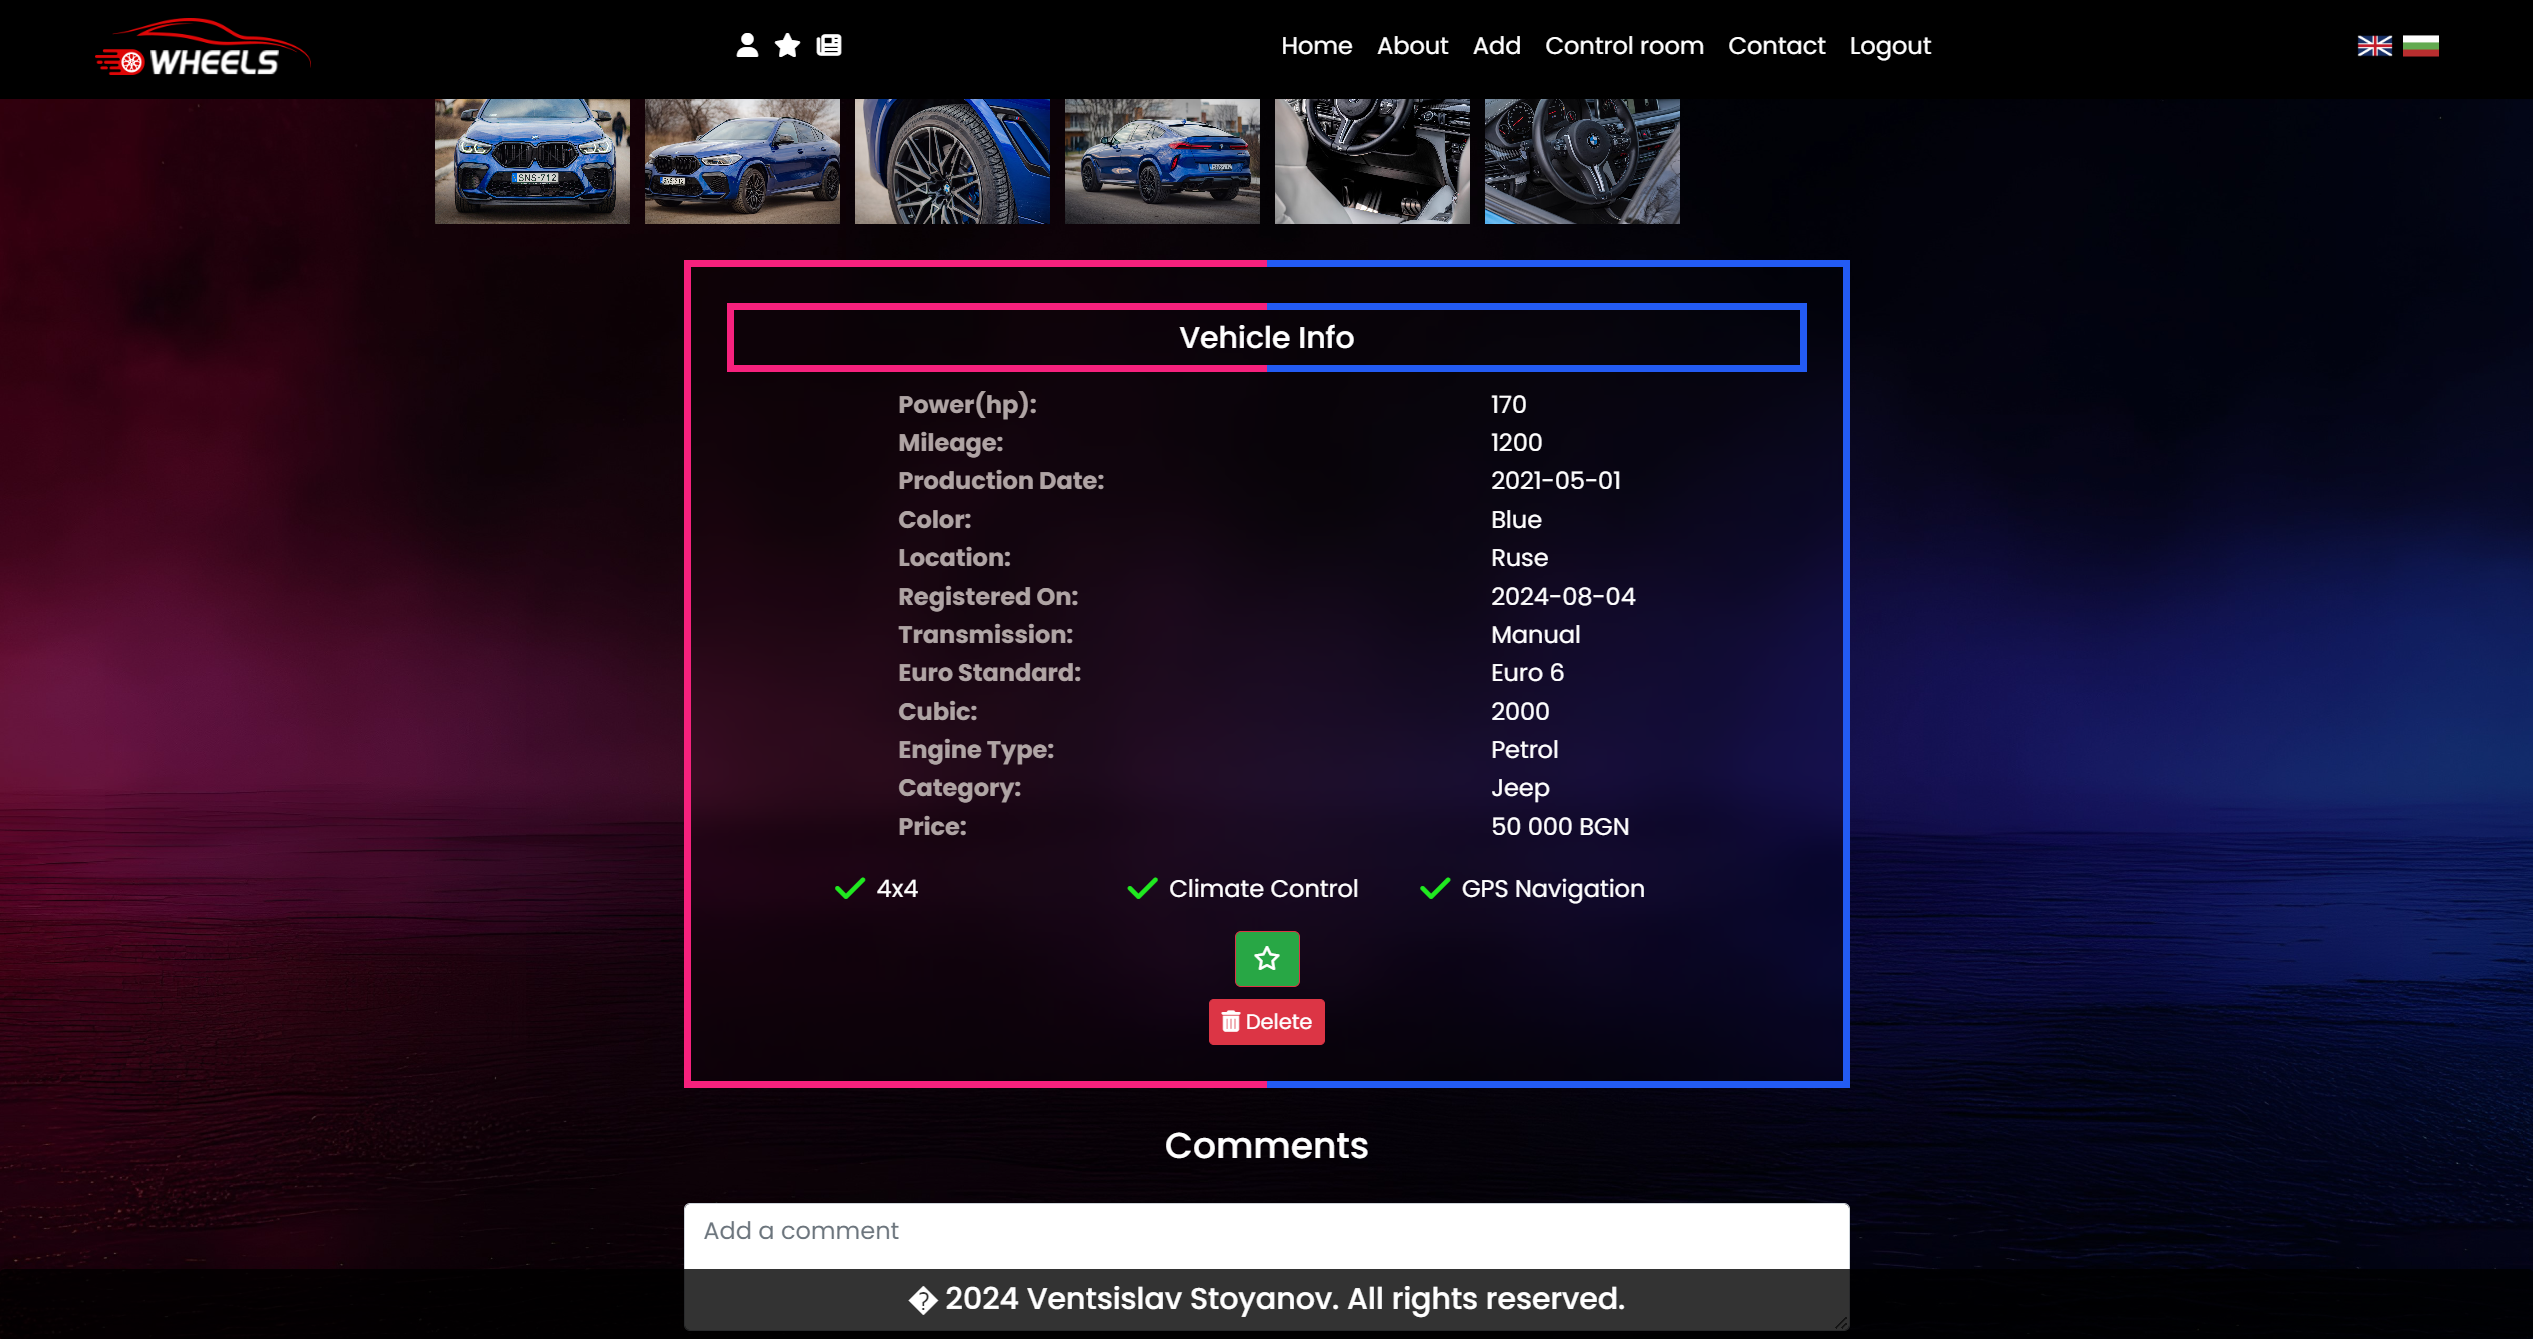 WHEELS
Home About Add Control room Contact Logout
SNS-712
Vehicle Info
Power(hp): 170
Mileage: 1200
Production Date: 2021-05-01
Color: Blue
Location: Ruse
Registered On: 2024-08-04
Transmission: Manual
Euro Standard: Euro 6
Cubic: 2000
Engine Type: Petrol
Category: Jeep
Price: 50 000 BGN
4x4 Climate Control GPS Navigation
Delete
Comments
Add a comment
� 2024 Ventsislav Stoyanov. All rights reserved.